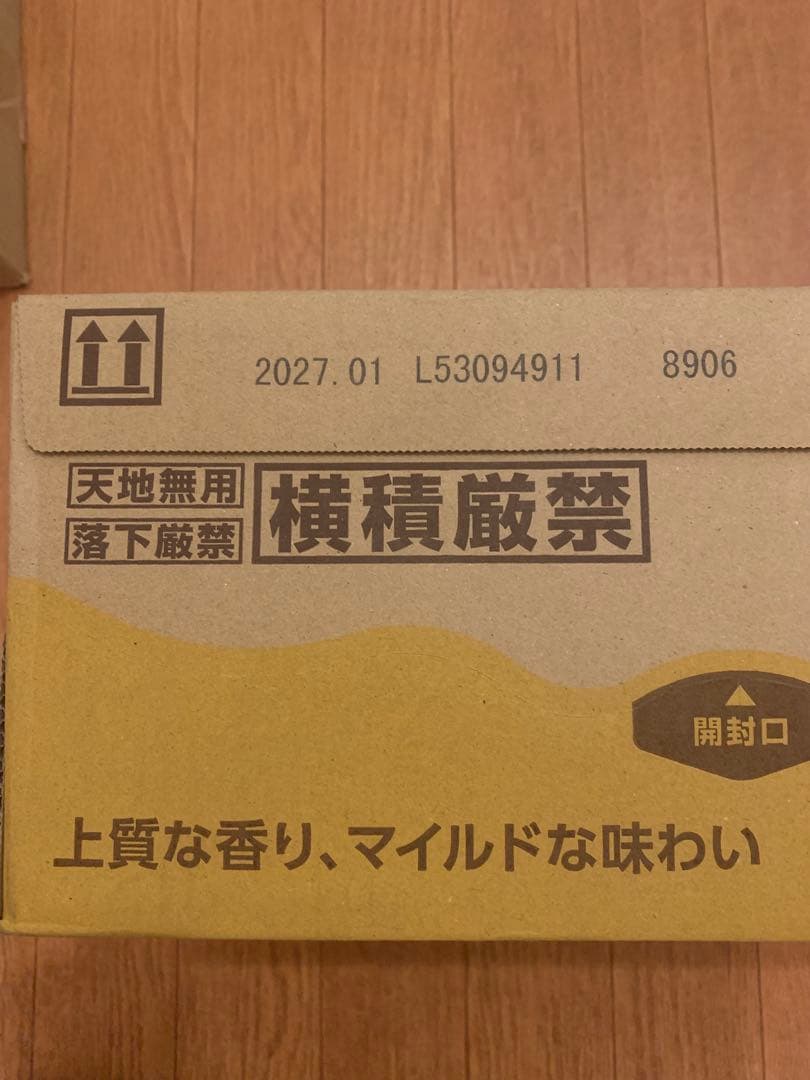 2027.01 L53094911 8906
天地無用
落下厳禁
横積厳禁
開封口
上質な香り、マイルドな味わい